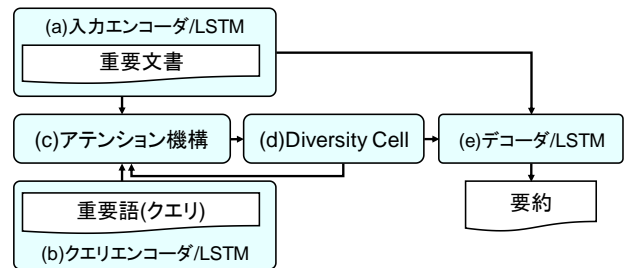 (a)入力エンコーダ/LSTM
重要文書
(c)アテンション機構
(d)Diversity Cell
(e)デコーダ/LSTM
重要語(クエリ)
要約
(b)クエリエンコーダ/LSTM